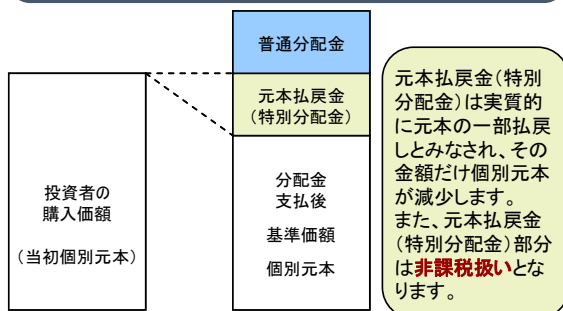 普通分配金
元本払戻金
(特別分配金)
投資者の
購入価額
(当初個別元本)
分配金
支払後
基準価額
個別元本
元本払戻金(特別
分配金)は実質的
に元本の一部払戻
しとみなされ、その
金額だけ個別元本
が減少します。
また、元本払戻金
(特別分配金)部分
は非課税扱いとな
ります。